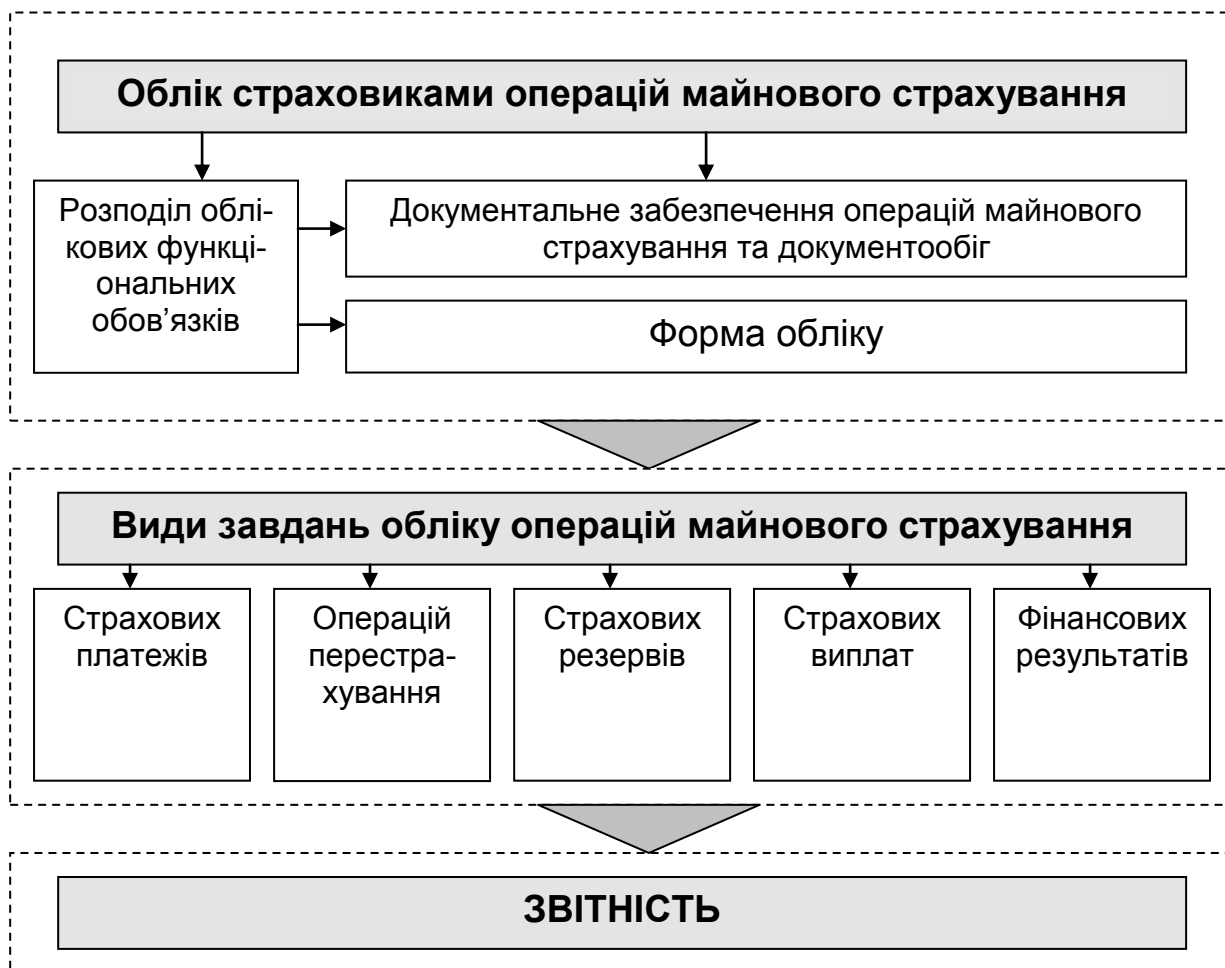 Облік страховиками операцій майнового страхування
Розподіл облі-
кових функці-
ональних
обов’язків
Документальне забезпечення операцій майнового
страхування та документообіг
Форма обліку
Види завдань обліку операцій майнового страхування
Страхових
платежів
Операцій
перестра-
хування
Страхових
резервів
Страхових
виплат
Фінансових
результатів
ЗВІТНІСТЬ